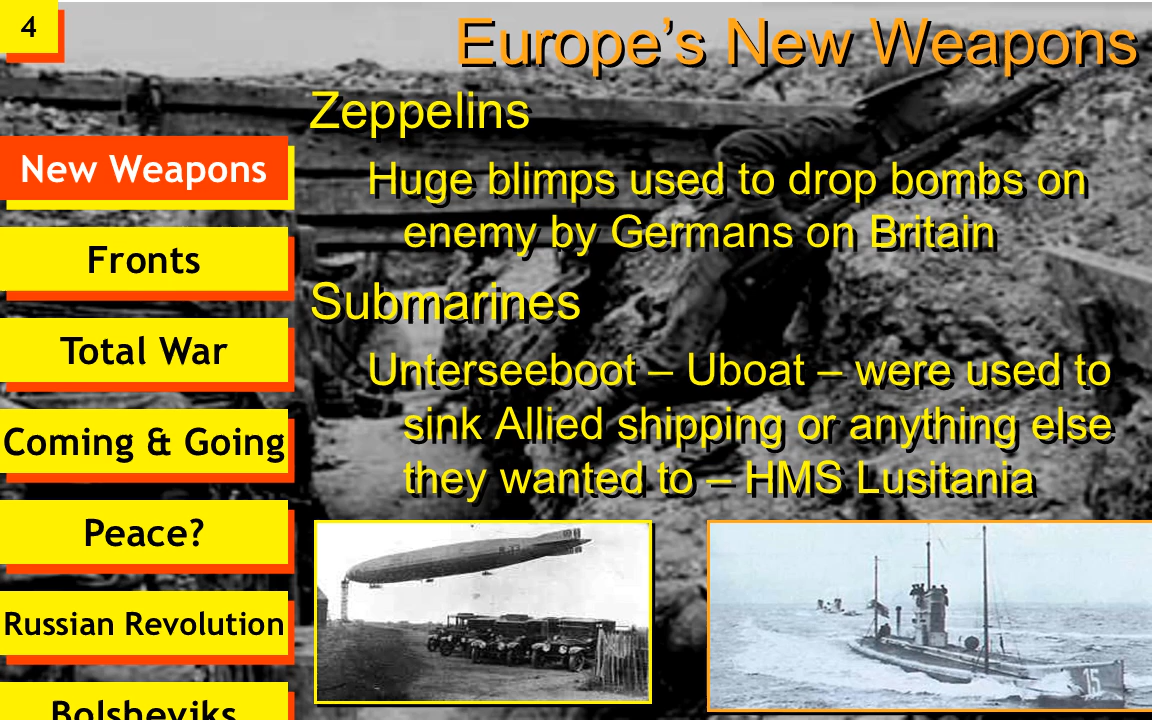 4
Europe’s New Weapons
New Weapons
Fronts
Total War
Coming & Going
Peace?
Russian Revolution
Bolsheviks
Zeppelins
Huge blimps used to drop bombs on
enemy by Germans on Britain
Submarines
Unterseeboot – Uboat – were used to
sink Allied shipping or anything else
they wanted to – HMS Lusitania
15